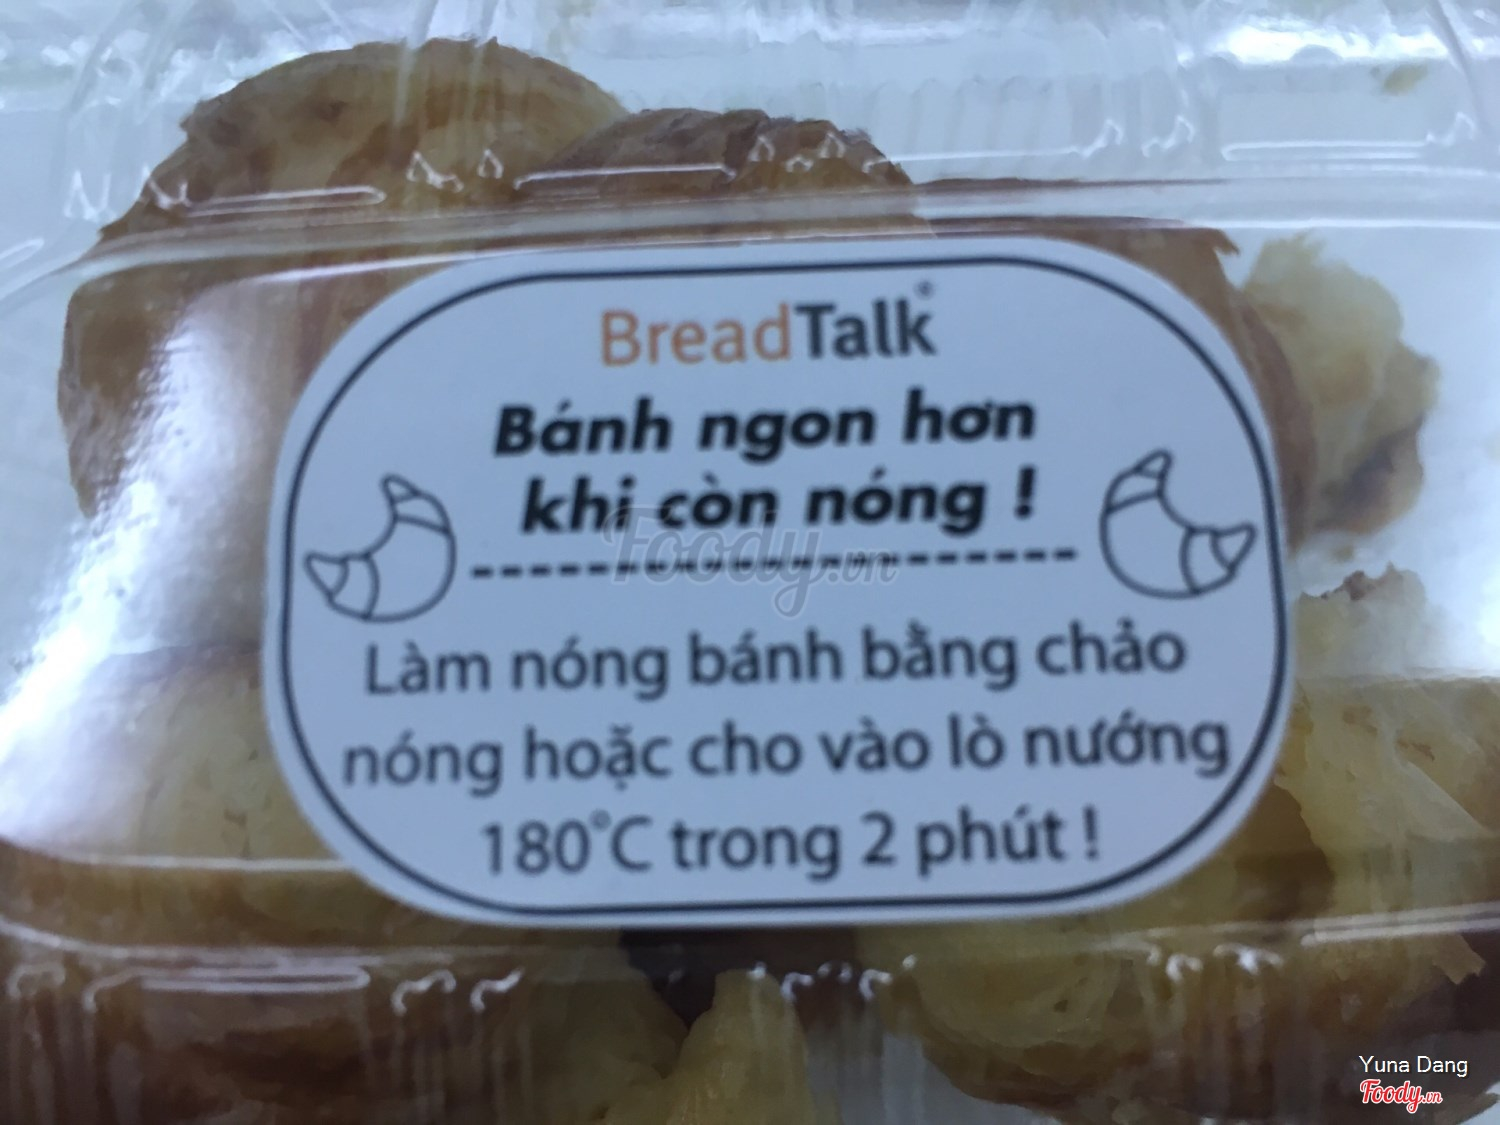 BreadTalk®
Bánh ngon hơn
khi còn nóng !
Foody.vn
Làm nóng bánh bằng chảo
nóng hoặc cho vào lò nướng
180°C trong 2 phút !
Yuna Dang
Foody.vn